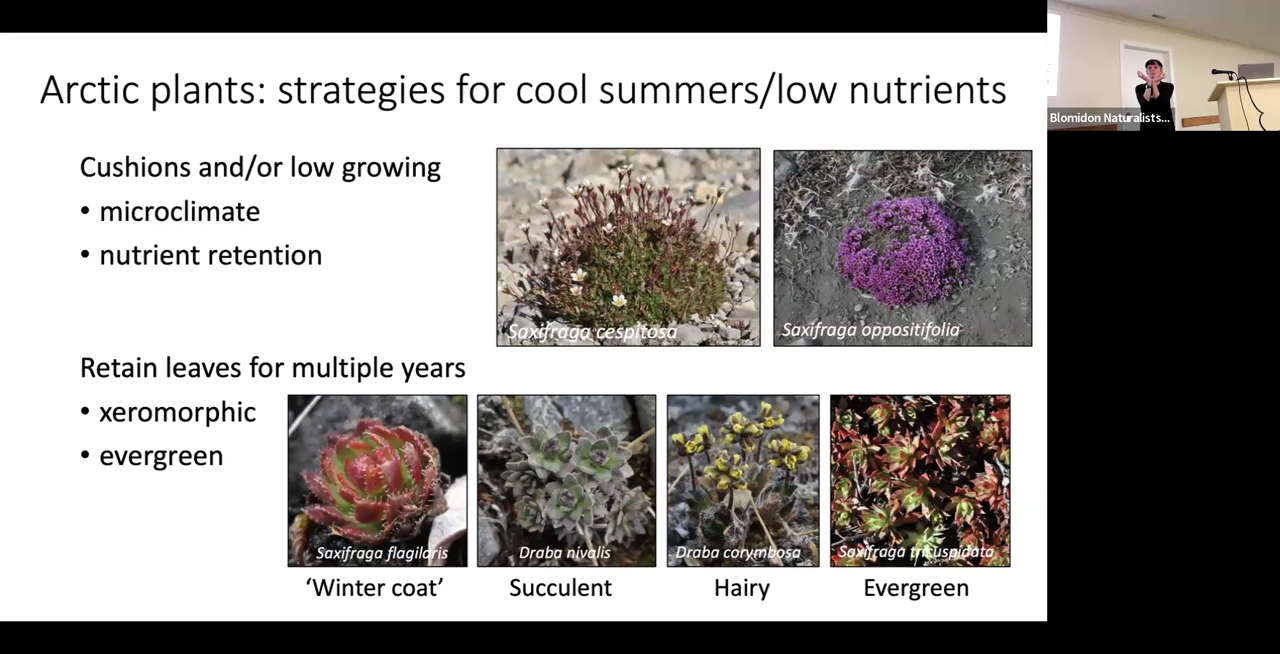 Arctic plants: strategies for cool summers/low nutrients
Blomidon Naturalists...
Cushions and/or low growing
• microclimate
• nutrient retention
Saxifraga cespitosa
Saxifraga oppositifolia
Retain leaves for multiple years
• xeromorphic
• evergreen
Saxifraga flagilaris
Draba nivalis
Draba corymbosa
Saxifraga tricuspidata
‘Winter coat’
Succulent
Hairy
Evergreen